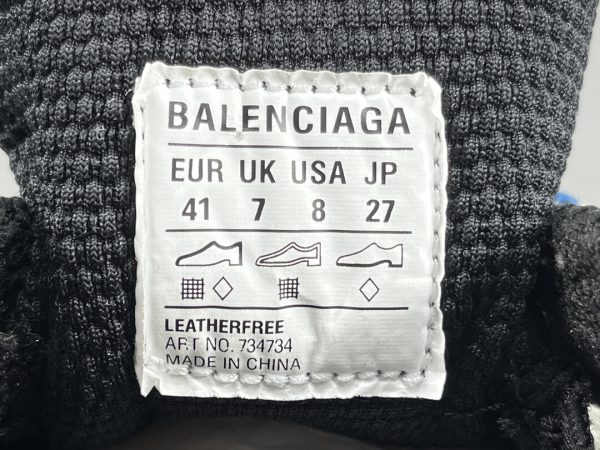 BALENCIAGA
EUR UK USA JP
41 7 8 27
LEATHERFREE
ART NO. 734734
MADE IN CHINA